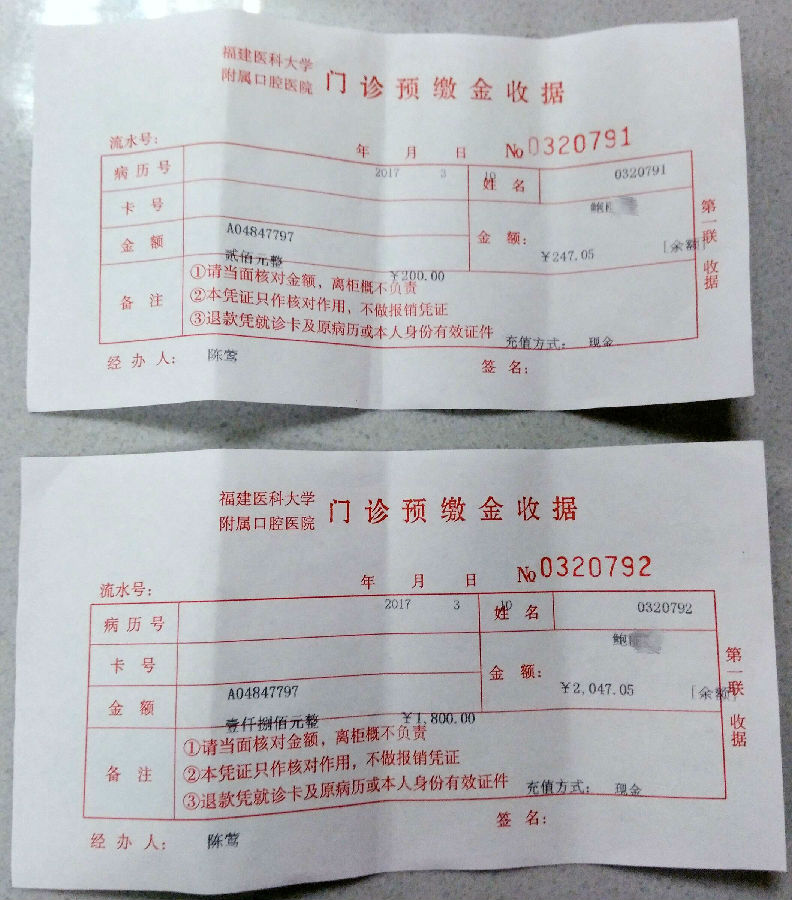 福建医科大学
附属口腔医院 门诊预缴金收据
流水号: 年 月 日 №0320791
2017 3 10 0320791
病历号 姓名
卡号 鲍
A04847797 金额: ￥247.05 「余额」
金额 贰佰元整 ￥200.00
备注 ①请当面核对金额，离柜概不负责
②本凭证只作核对作用，不做报销凭证
③退款凭就诊卡及原病历或本人身份有效证件 充值方式: 现金
经办人: 陈莺 签名:
第一联 收据
福建医科大学
附属口腔医院 门诊预缴金收据
流水号: 年 月 日 №0320792
2017 3 10 0320792
病历号 姓名
卡号 鲍
A04847797 金额: ￥2,047.05 「余额」
金额 壹仟捌佰元整 ￥1,800.00
备注 ①请当面核对金额，离柜概不负责
②本凭证只作核对作用，不做报销凭证
③退款凭就诊卡及原病历或本人身份有效证件 充值方式: 现金
经办人: 陈莺 签名:
第一联 收据